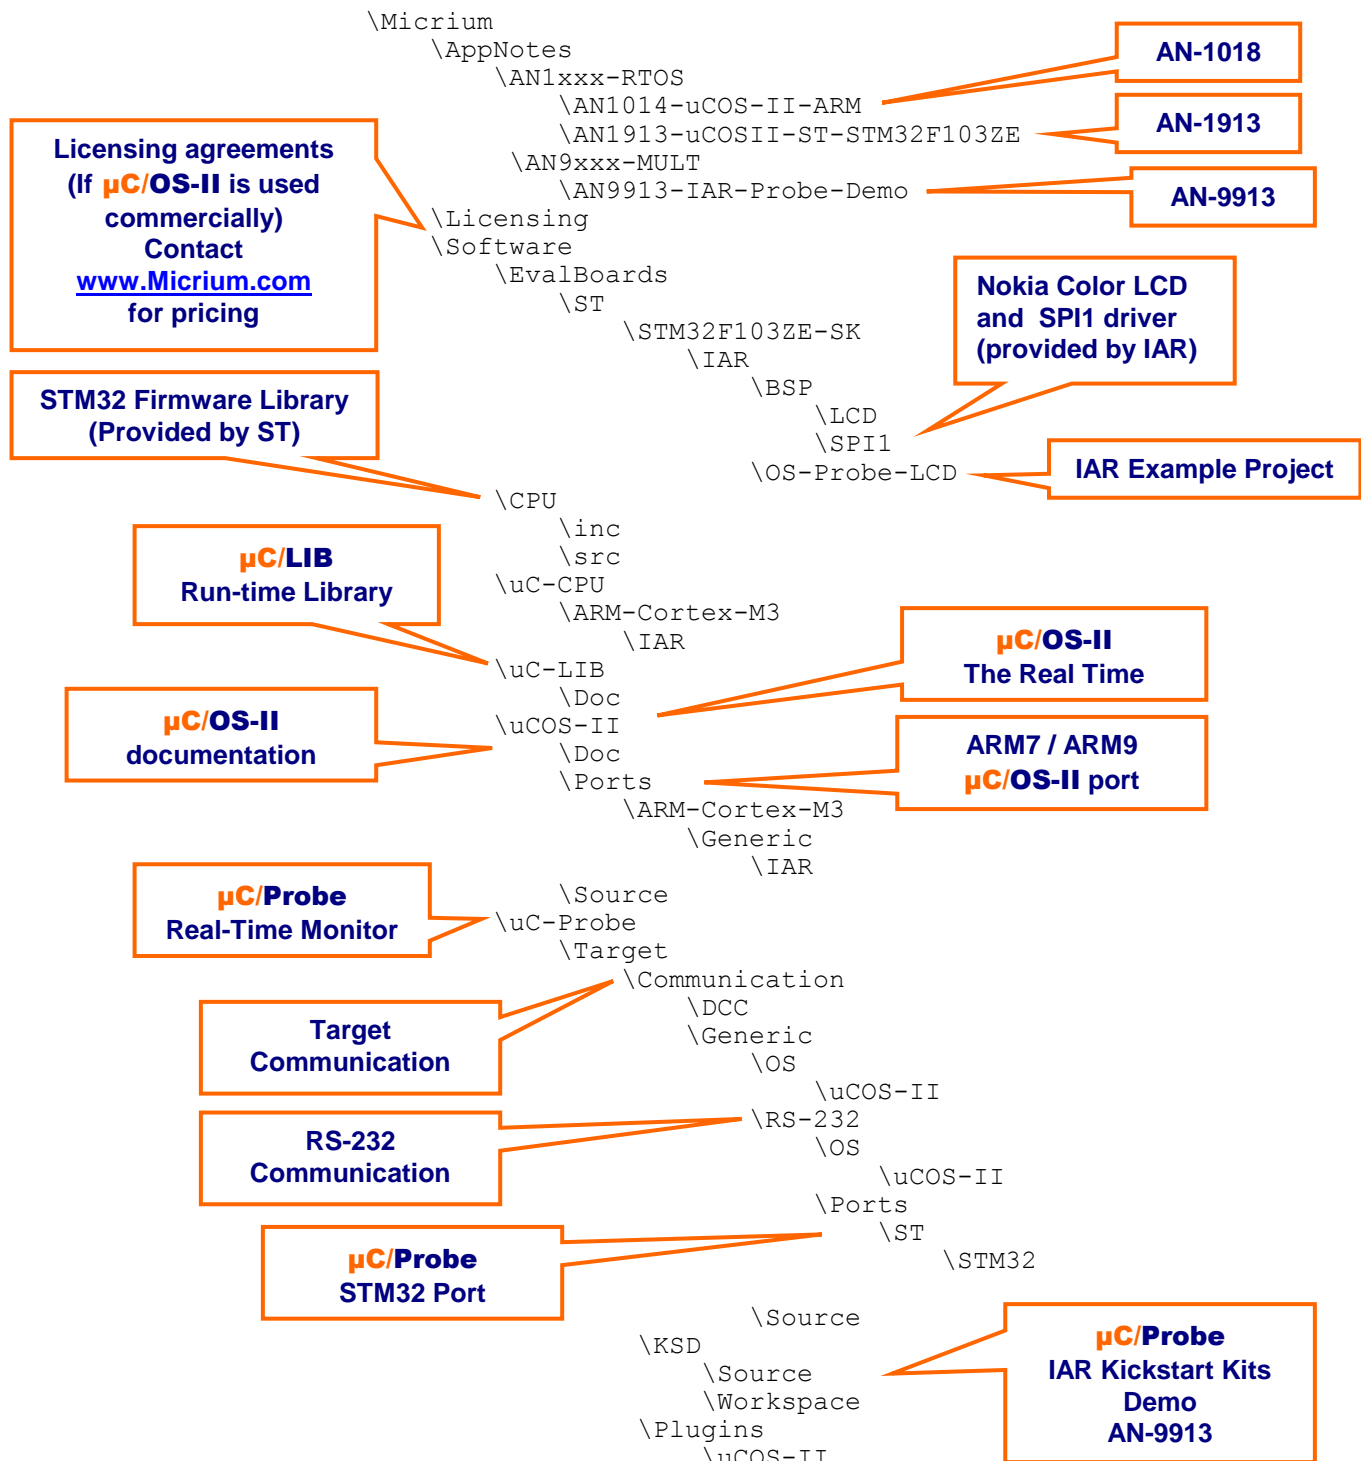 \Micrium
\AppNotes
\AN1xxx-RTOS
\AN1014-uCOS-II-ARM
\AN1913-uCOSII-ST-STM32F103ZE
\AN9xxx-MULT
\AN9913-IAR-Probe-Demo
\Licensing
\Software
\EvalBoards
\ST
\STM32F103ZE-SK
\IAR
\BSP
\LCD
\SPI1
\OS-Probe-LCD
\CPU
\inc
\src
\uC-CPU
\ARM-Cortex-M3
\IAR
\uC-LIB
\Doc
\uCOS-II
\Doc
\Ports
\ARM-Cortex-M3
\Generic
\IAR
\Source
\uC-Probe
\Target
\Communication
\DCC
\Generic
\OS
\uCOS-II
\RS-232
\OS
\uCOS-II
\Ports
\ST
\STM32
\Source
\KSD
\Source
\Workspace
\Plugins
\uCOS-II
AN-1018
AN-1913
AN-9913
Licensing agreements
(If µC/OS-II is used
commercially)
Contact
www.Micrium.com
for pricing
Nokia Color LCD
and SPI1 driver
(provided by IAR)
STM32 Firmware Library
(Provided by ST)
IAR Example Project
µC/LIB
Run-time Library
µC/OS-II
The Real Time
µC/OS-II
documentation
ARM7 / ARM9
µC/OS-II port
µC/Probe
Real-Time Monitor
Target
Communication
RS-232
Communication
µC/Probe
STM32 Port
µC/Probe
IAR Kickstart Kits
Demo
AN-9913